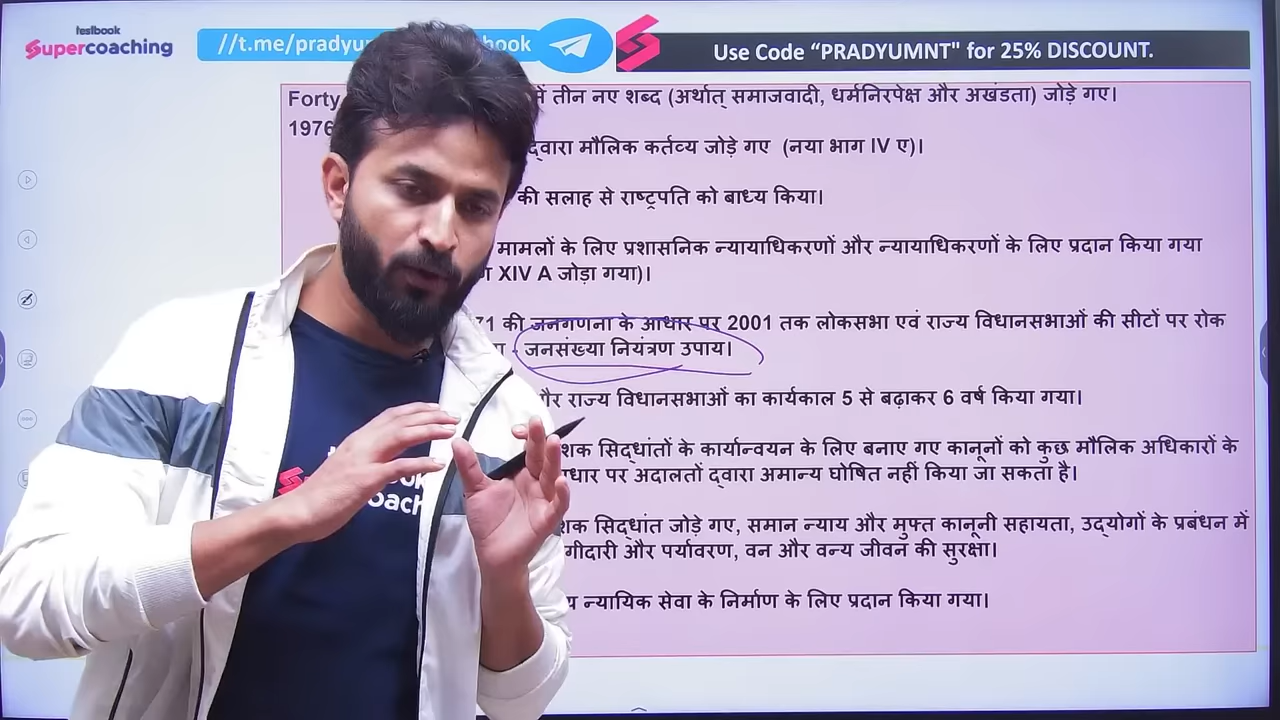 testbook
Supercoaching
//t.me/pradyu
book
Use Code “PRADYUMNT" for 25% DISCOUNT.
Forty
में तीन नए शब्द (अर्थात् समाजवादी, धर्मनिरपेक्ष और अखंडता) जोड़े गए।
1976
द्वारा मौलिक कर्तव्य जोड़े गए (नया भाग IV ए)।
की सलाह से राष्ट्रपति को बाध्य किया।
मामलों के लिए प्रशासनिक न्यायाधिकरणों और न्यायाधिकरणों के लिए प्रदान किया गया
XIV A जोड़ा गया)।
71 की जनगणना के आधार पर 2001 तक लोकसभा एवं राज्य विधानसभाओं की सीटों पर रोक
- जनसंख्या नियंत्रण उपाय।
और राज्य विधानसभाओं का कार्यकाल 5 से बढ़ाकर 6 वर्ष किया गया।
सिद्धांतों के कार्यान्वयन के लिए बनाए गए कानूनों को कुछ मौलिक अधिकारों के
पर अदालतों द्वारा अमान्य घोषित नहीं किया जा सकता है।
सिद्धांत जोड़े गए, समान न्याय और मुफ्त कानूनी सहायता, उद्योगों के प्रबंधन में
और पर्यावरण, वन और वन्य जीवन की सुरक्षा।
न्यायिक सेवा के निर्माण के लिए प्रदान किया गया।